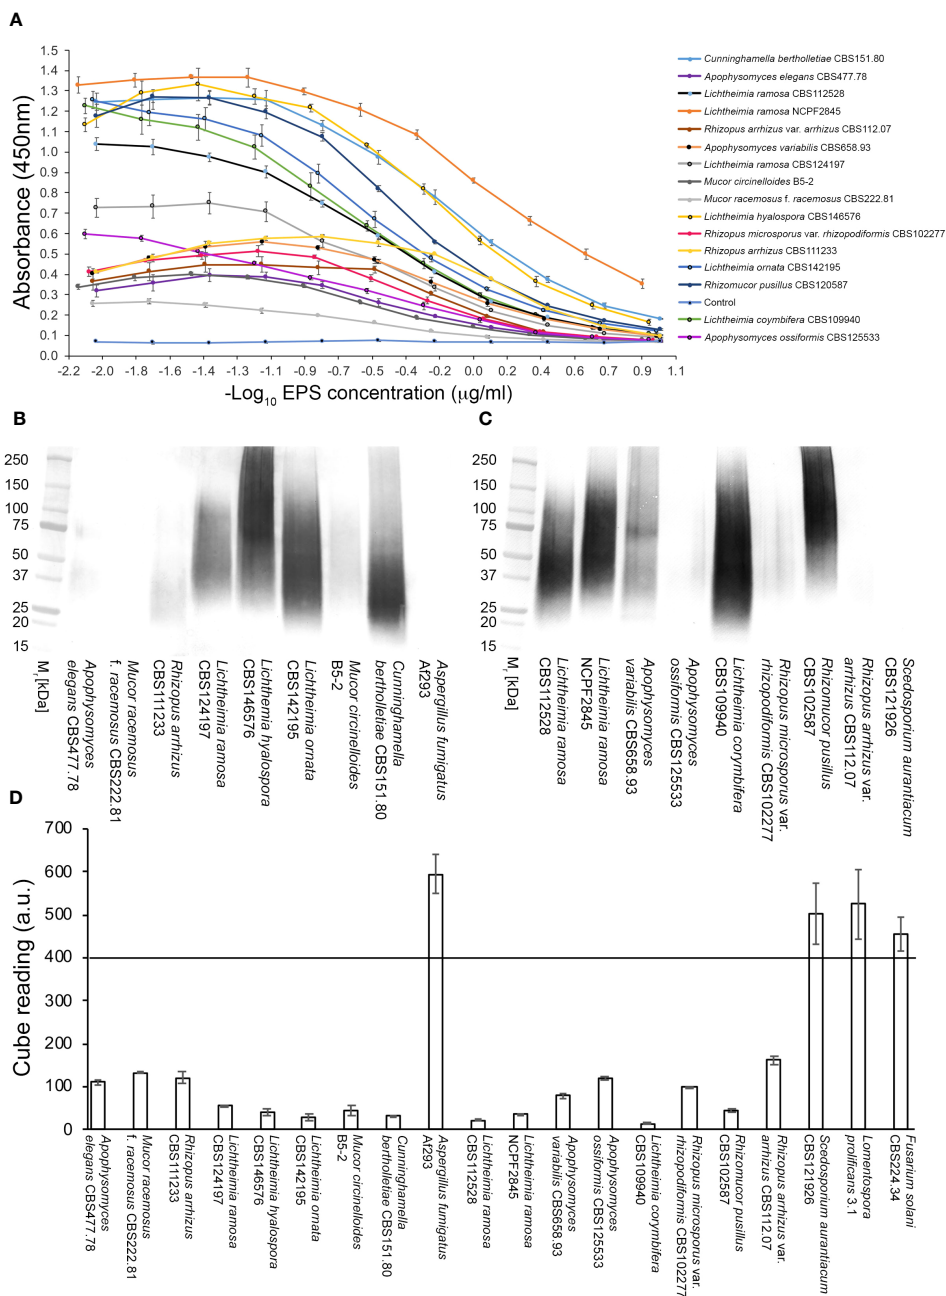 A
Absorbance (450nm)
1.5
1.4
1.3
1.2
1.1
1.0
0.9
0.8
0.7
0.6
0.5
0.4
0.3
0.2
0.1
0.0
-2.2 -2.0 -1.8 -1.6 -1.4 -1.3 -1.1 -0.9 -0.7 -0.5 -0.4 -0.2 0.0 0.2 0.4 0.6 0.7 0.9 1.1
-Log10 EPS concentration (µg/ml)
Cunninghamella bertholletiae CBS151.80
Apophysomyces elegans CBS477.78
Lichtheimia ramosa CBS112528
Lichtheimia ramosa NCPF2845
Rhizopus arrhizus var. arrhizus CBS112.07
Apophysomyces variabilis CBS658.93
Lichtheimia ramosa CBS124197
Mucor circinelloides B5-2
Mucor racemosus f. racemosus CBS222.81
Lichtheimia hyalospora CBS146576
Rhizopus microsporus var. rhizopodiformis CBS102277
Rhizopus arrhizus CBS111233
Lichtheimia ornata CBS142195
Rhizomucor pusillus CBS120587
Control
Lichtheimia coymbifera CBS109940
Apophysomyces ossiformis CBS125533
B
250
150
100
75
50
37
25
20
15
Mr [kDa]
Apophysomyces
elegans CBS477.78
Mucor racemosus
f. racemosus CBS222.81
Rhizopus arrhizus
CBS111233
Lichtheimia ramosa
CBS124197
Lichtheimia hyalospora
CBS146576
Lichtheimia ornata
CBS142195
Mucor circinelloides
B5-2
Cunninghamella
bertholletiae CBS151.80
Aspergillus fumigatus
Af293
C
250
150
100
75
50
37
25
20
15
Mr [kDa]
Lichtheimia ramosa
CBS112528
Lichtheimia ramosa
NCPF2845
Apophysomyces
variabilis CBS658.93
Apophysomyces
ossiformis CBS125533
Lichtheimia corymbifera
CBS109940
Rhizopus microsporus var.
rhizopodiformis CBS102277
Rhizomucor pusillus
CBS102587
Rhizopus arrhizus var.
arrhizus CBS112.07
Scedosporium aurantiacum
CBS121926
D
Cube reading (a.u.)
700
600
500
400
300
200
100
0
Apophysomyces
elegans CBS477.78
Mucor racemosus
f. racemosus CBS222.81
Rhizopus arrhizus
CBS111233
Lichtheimia ramosa
CBS124197
Lichtheimia hyalospora
CBS146576
Lichtheimia ornata
CBS142195
Mucor circinelloides
B5-2
Cunninghamella
bertholletiae CBS151.80
Aspergillus fumigatus
Af293
Lichtheimia ramosa
CBS112528
Lichtheimia ramosa
NCPF2845
Apophysomyces
variabilis CBS658.93
Apophysomyces
ossiformis CBS125533
Lichtheimia corymbifera
CBS109940
Rhizopus microsporus var.
rhizopodiformis CBS102277
Rhizomucor pusillus
CBS102587
Rhizopus arrhizus var.
arrhizus CBS112.07
Scedosporium aurantiacum
CBS121926
Lomentospora
prolificans 3.1
Fusarium solani
CBS224.34